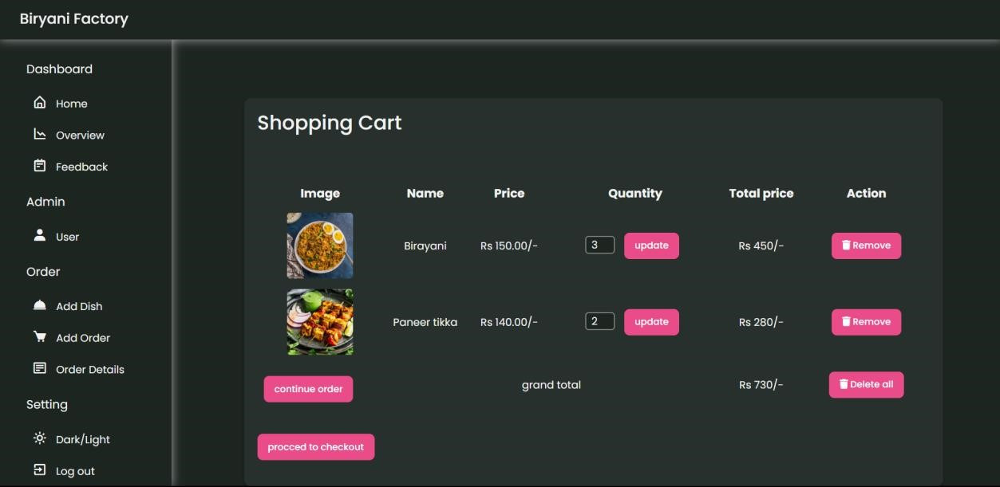 Biryani Factory
Dashboard
Home
Overview
Feedback
Admin
User
Order
Add Dish
Add Order
Order Details
Setting
Dark/Light
Log out
Shopping Cart
Image Name Price Quantity Total price Action
Birayani Rs 150.00/- 3 update Rs 450/- Remove
Paneer tikka Rs 140.00/- 2 update Rs 280/- Remove
continue order grand total Rs 730/- Delete all
procced to checkout